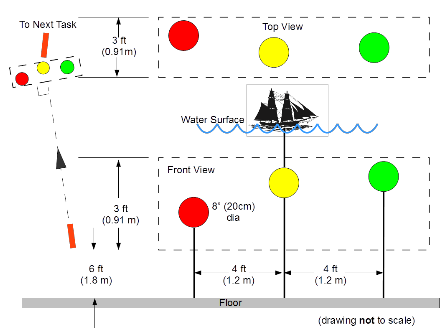 To Next Task
3 ft
(0.91m)
Top View
Water Surface
Front View
3 ft
(0.91 m)
8" (20cm)
dia
6 ft
(1.8 m)
4 ft
(1.2 m)
4 ft
(1.2 m)
Floor
(drawing not to scale)